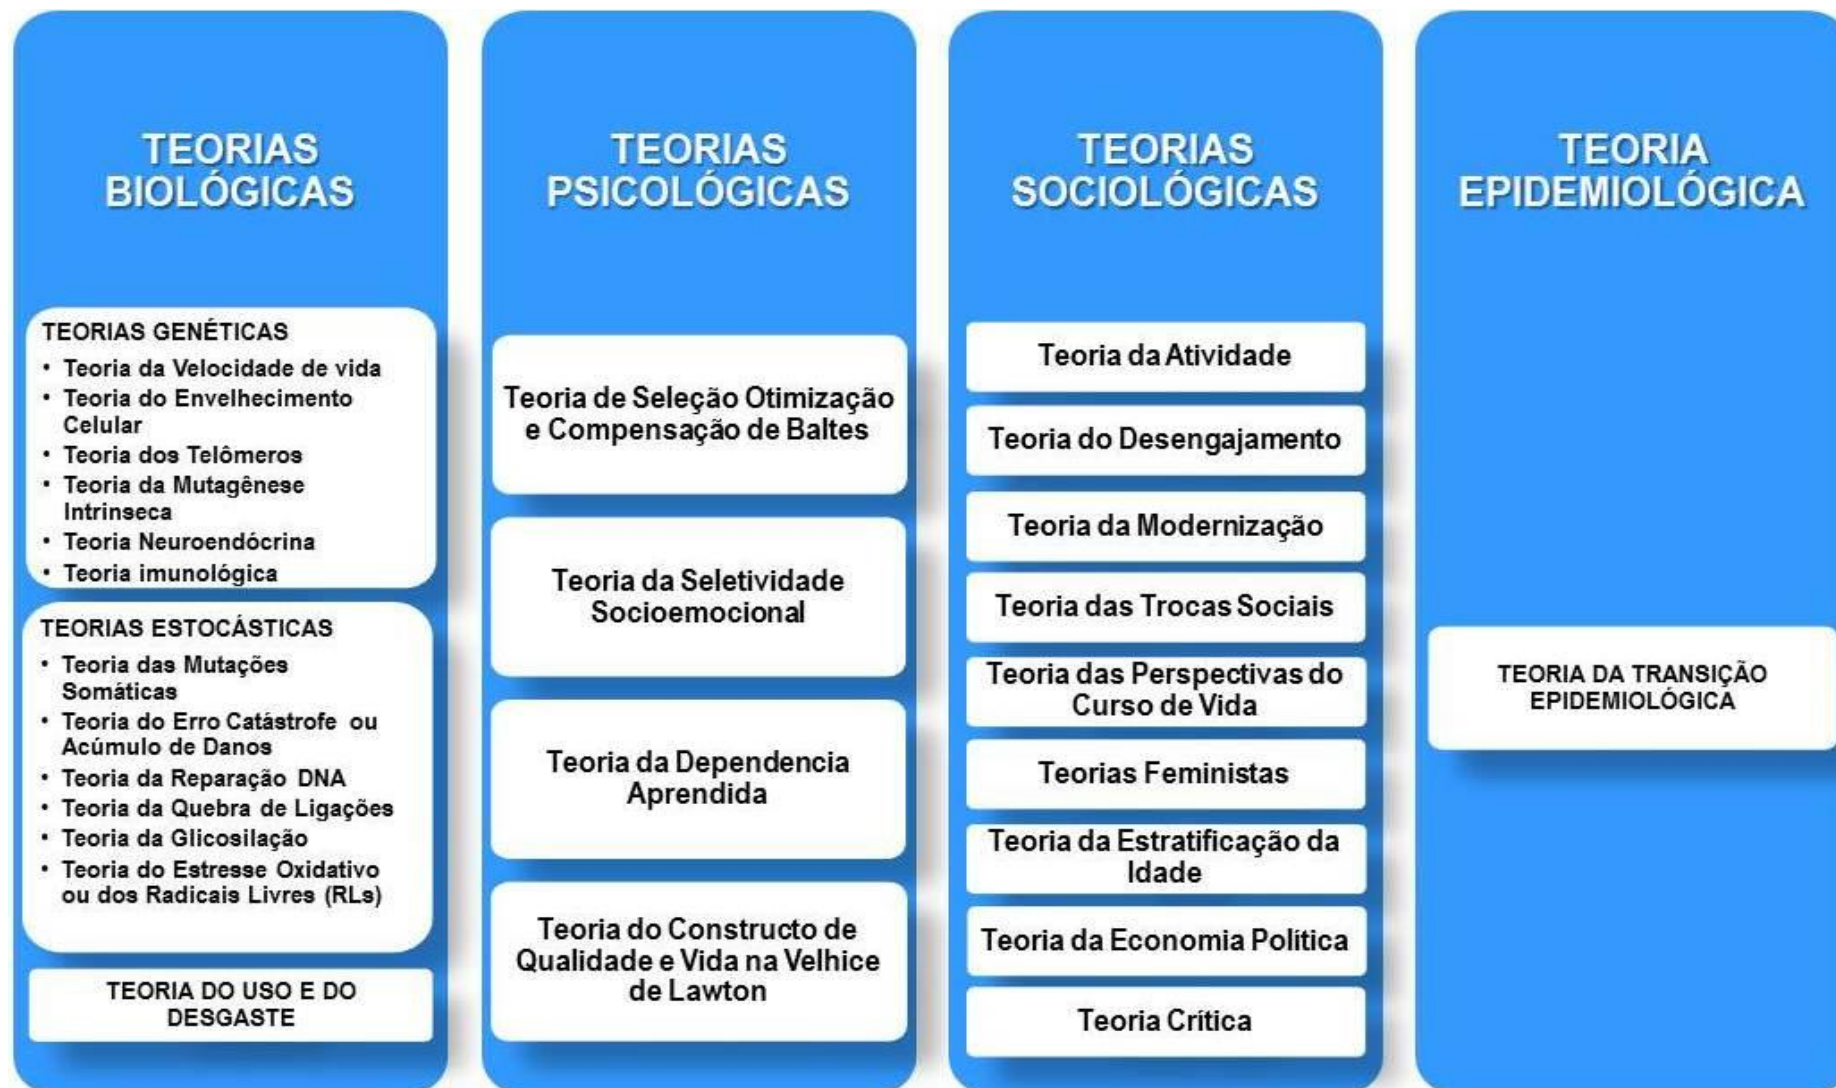 TEORIAS
BIOLÓGICAS
TEORIAS GENÉTICAS
• Teoria da Velocidade de vida
• Teoria do Envelhecimento
Celular
• Teoria dos Telômeros
• Teoria da Mutagênese
Intrinseca
• Teoria Neuroendócrina
• Teoria imunológica
TEORIAS ESTOCÁSTICAS
• Teoria das Mutações
Somáticas
• Teoria do Erro Catástrofe ou
Acúmulo de Danos
• Teoria da Reparação DNA
• Teoria da Quebra de Ligações
• Teoria da Glicosilação
• Teoria do Estresse Oxidativo
ou dos Radicais Livres (RLs)
TEORIA DO USO E DO
DESGASTE
TEORIAS
PSICOLÓGICAS
Teoria de Seleção Otimização
e Compensação de Baltes
Teoria da Seletividade
Socioemocional
Teoria da Dependencia
Aprendida
Teoria do Constructo de
Qualidade e Vida na Velhice
de Lawton
TEORIAS
SOCIOLÓGICAS
Teoria da Atividade
Teoria do Desengajamento
Teoria da Modernização
Teoria das Trocas Sociais
Teoria das Perspectivas do
Curso de Vida
Teorias Feministas
Teoria da Estratificação da
Idade
Teoria da Economia Política
Teoria Crítica
TEORIA
EPIDEMIOLÓGICA
TEORIA DA TRANSIÇÃO
EPIDEMIOLÓGICA